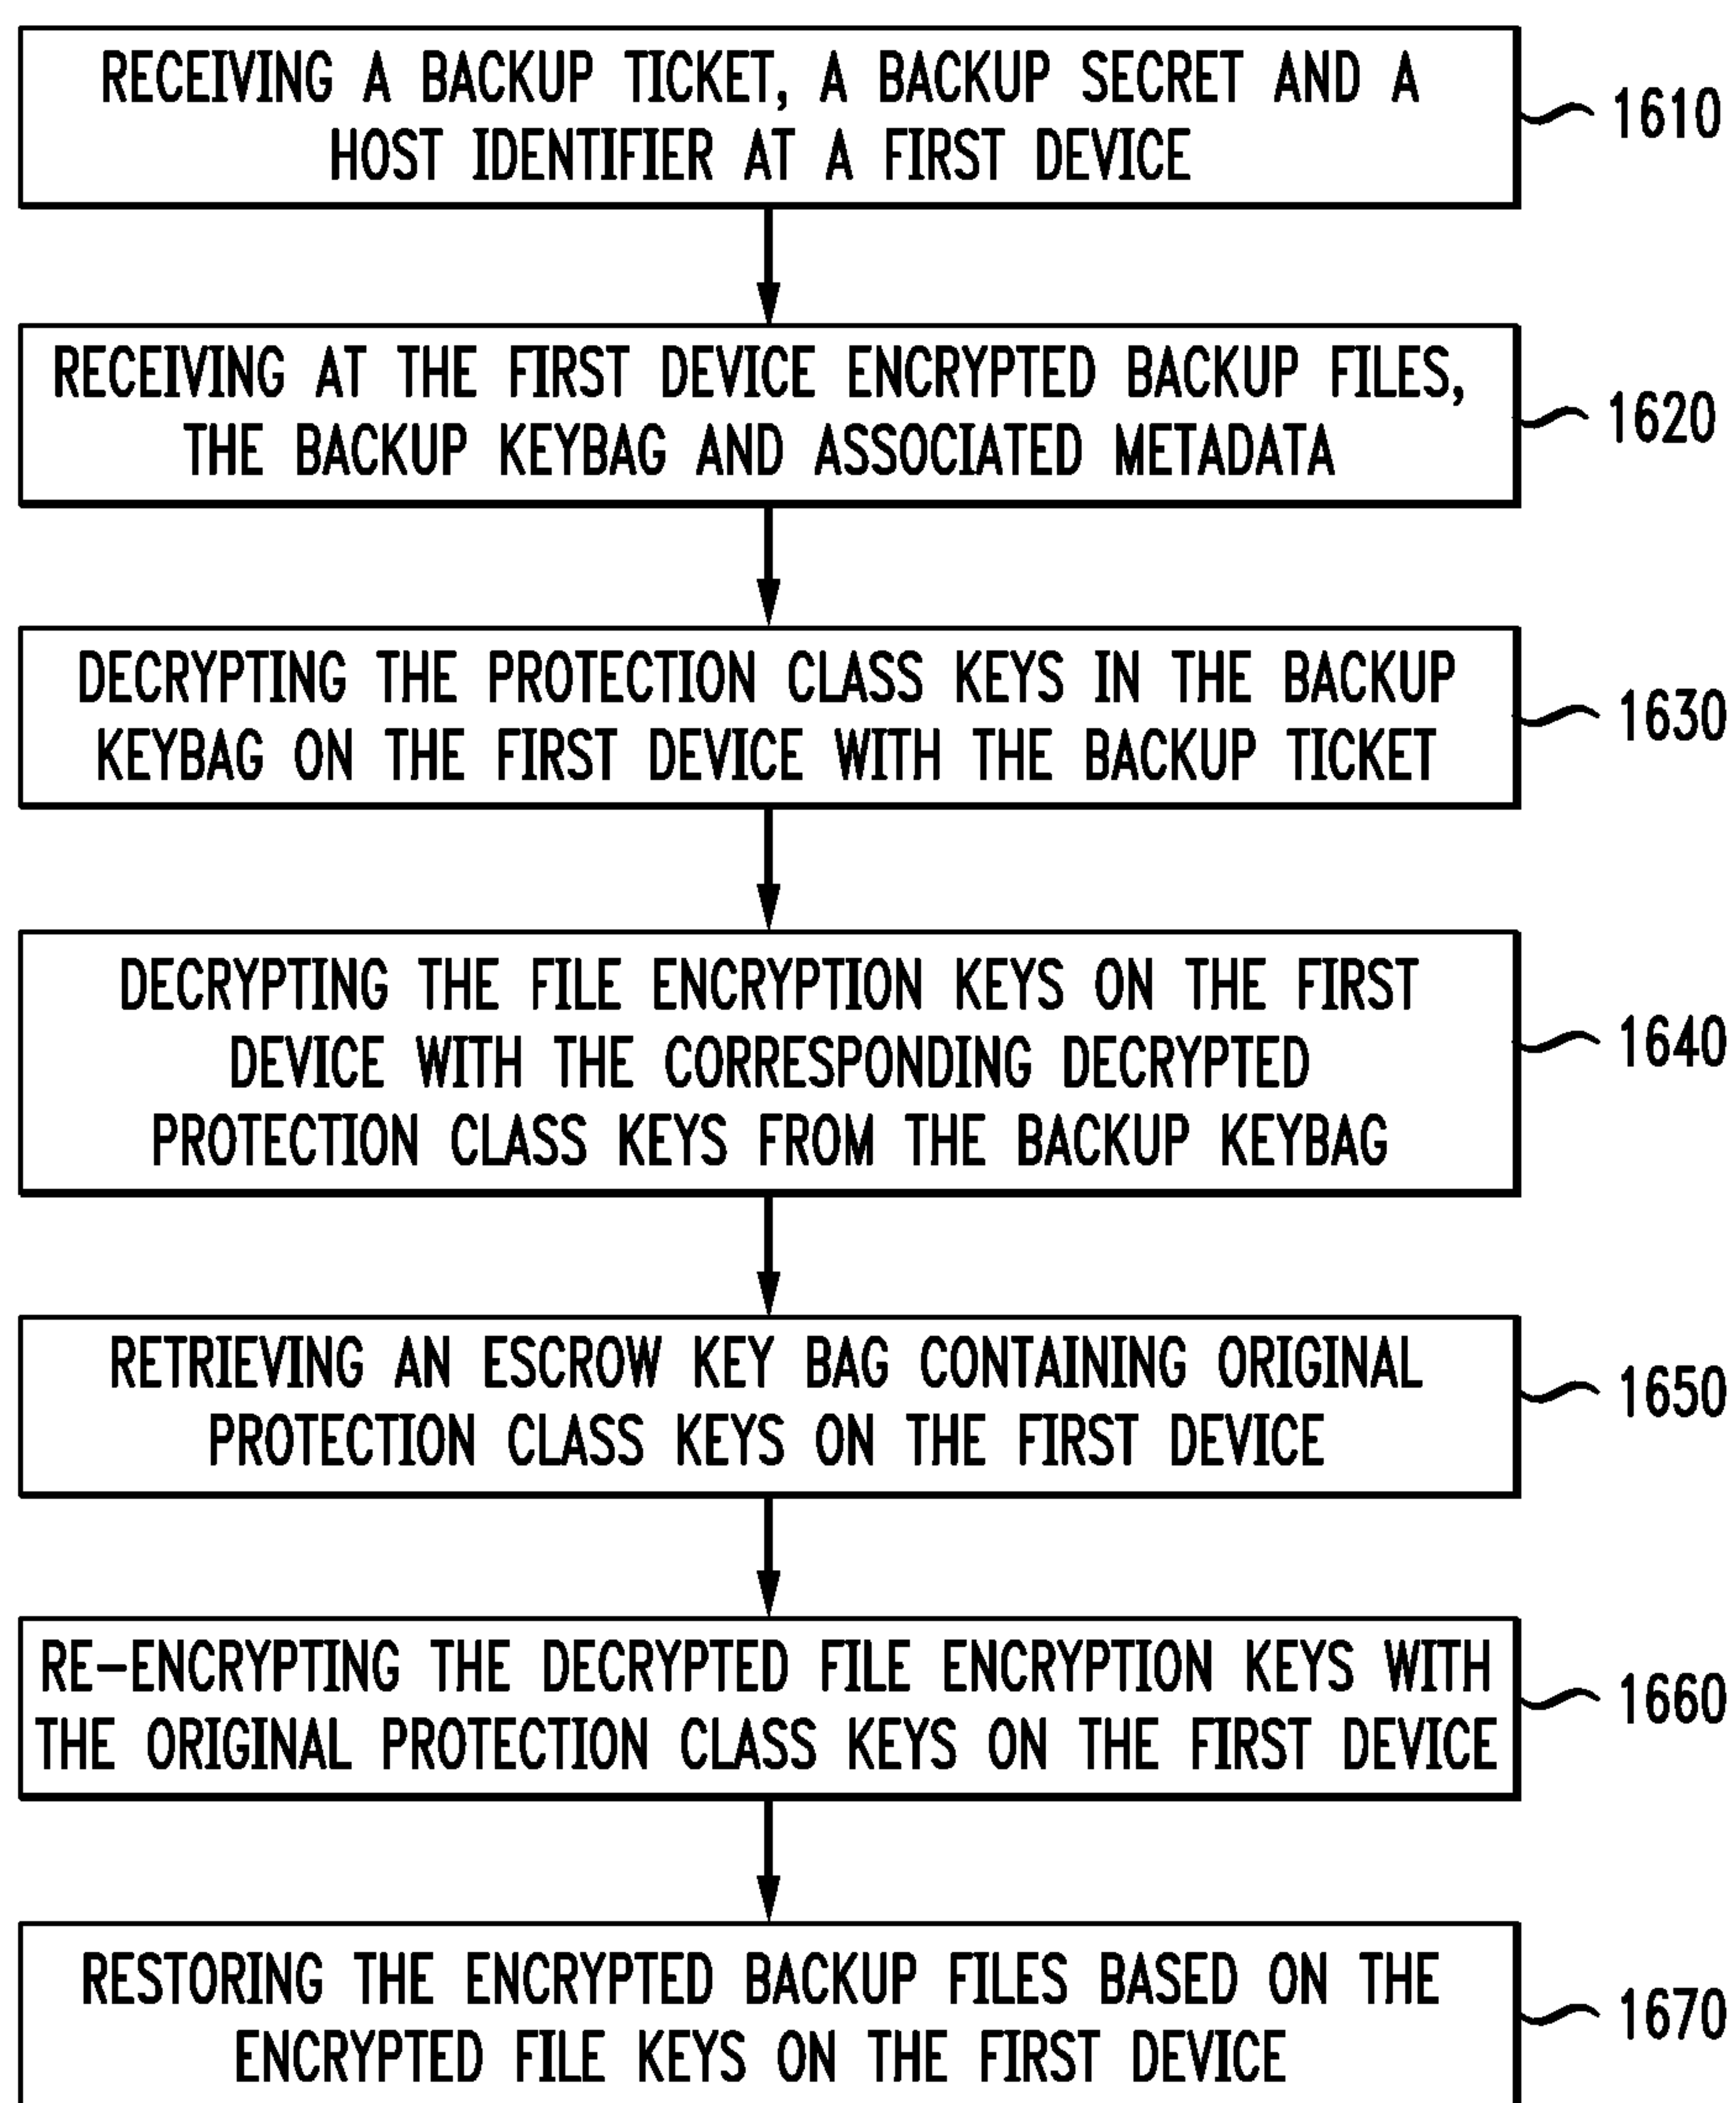 RECEIVING A BACKUP TICKET, A BACKUP SECRET AND A
HOST IDENTIFIER AT A FIRST DEVICE
1610
RECEIVING AT THE FIRST DEVICE ENCRYPTED BACKUP FILES,
THE BACKUP KEYBAG AND ASSOCIATED METADATA
1620
DECRYPTING THE PROTECTION CLASS KEYS IN THE BACKUP
KEYBAG ON THE FIRST DEVICE WITH THE BACKUP TICKET
1630
DECRYPTING THE FILE ENCRYPTION KEYS ON THE FIRST
DEVICE WITH THE CORRESPONDING DECRYPTED
PROTECTION CLASS KEYS FROM THE BACKUP KEYBAG
1640
RETRIEVING AN ESCROW KEY BAG CONTAINING ORIGINAL
PROTECTION CLASS KEYS ON THE FIRST DEVICE
1650
RE-ENCRYPTING THE DECRYPTED FILE ENCRYPTION KEYS WITH
THE ORIGINAL PROTECTION CLASS KEYS ON THE FIRST DEVICE
1660
RESTORING THE ENCRYPTED BACKUP FILES BASED ON THE
ENCRYPTED FILE KEYS ON THE FIRST DEVICE
1670